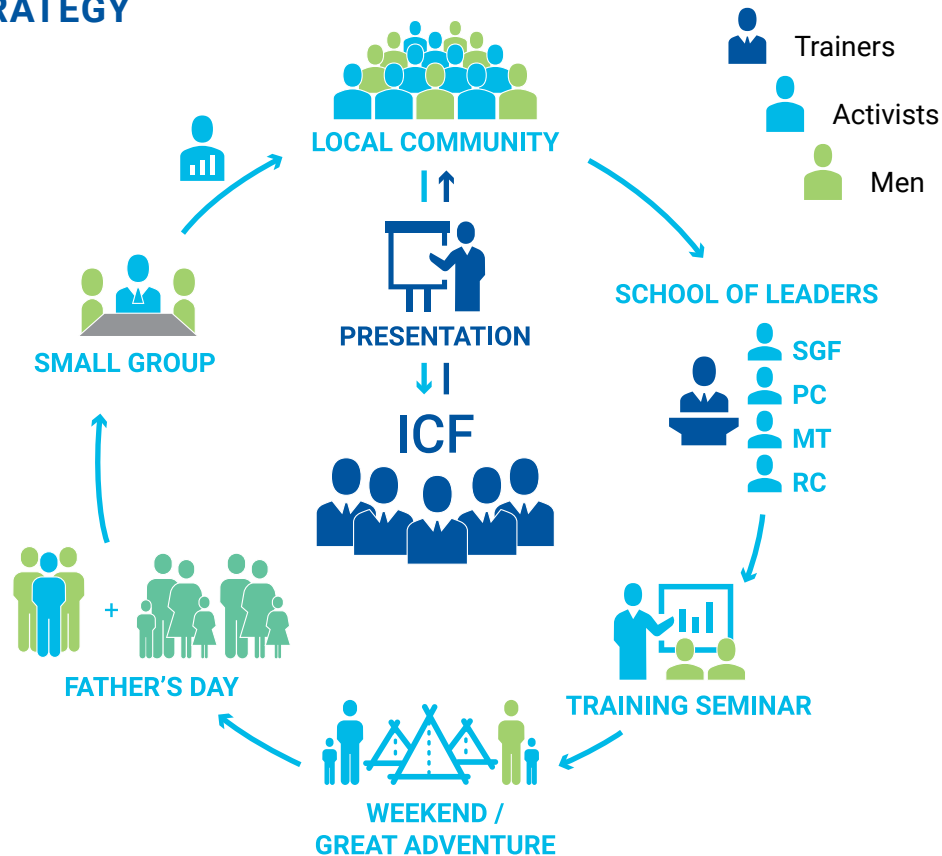 Trainers
Activists
Men
LOCAL COMMUNITY
PRESENTATION
ICF
SCHOOL OF LEADERS
SGF
PC
MT
RC
TRAINING SEMINAR
WEEKEND /
GREAT ADVENTURE
FATHER'S DAY
+
SMALL GROUP